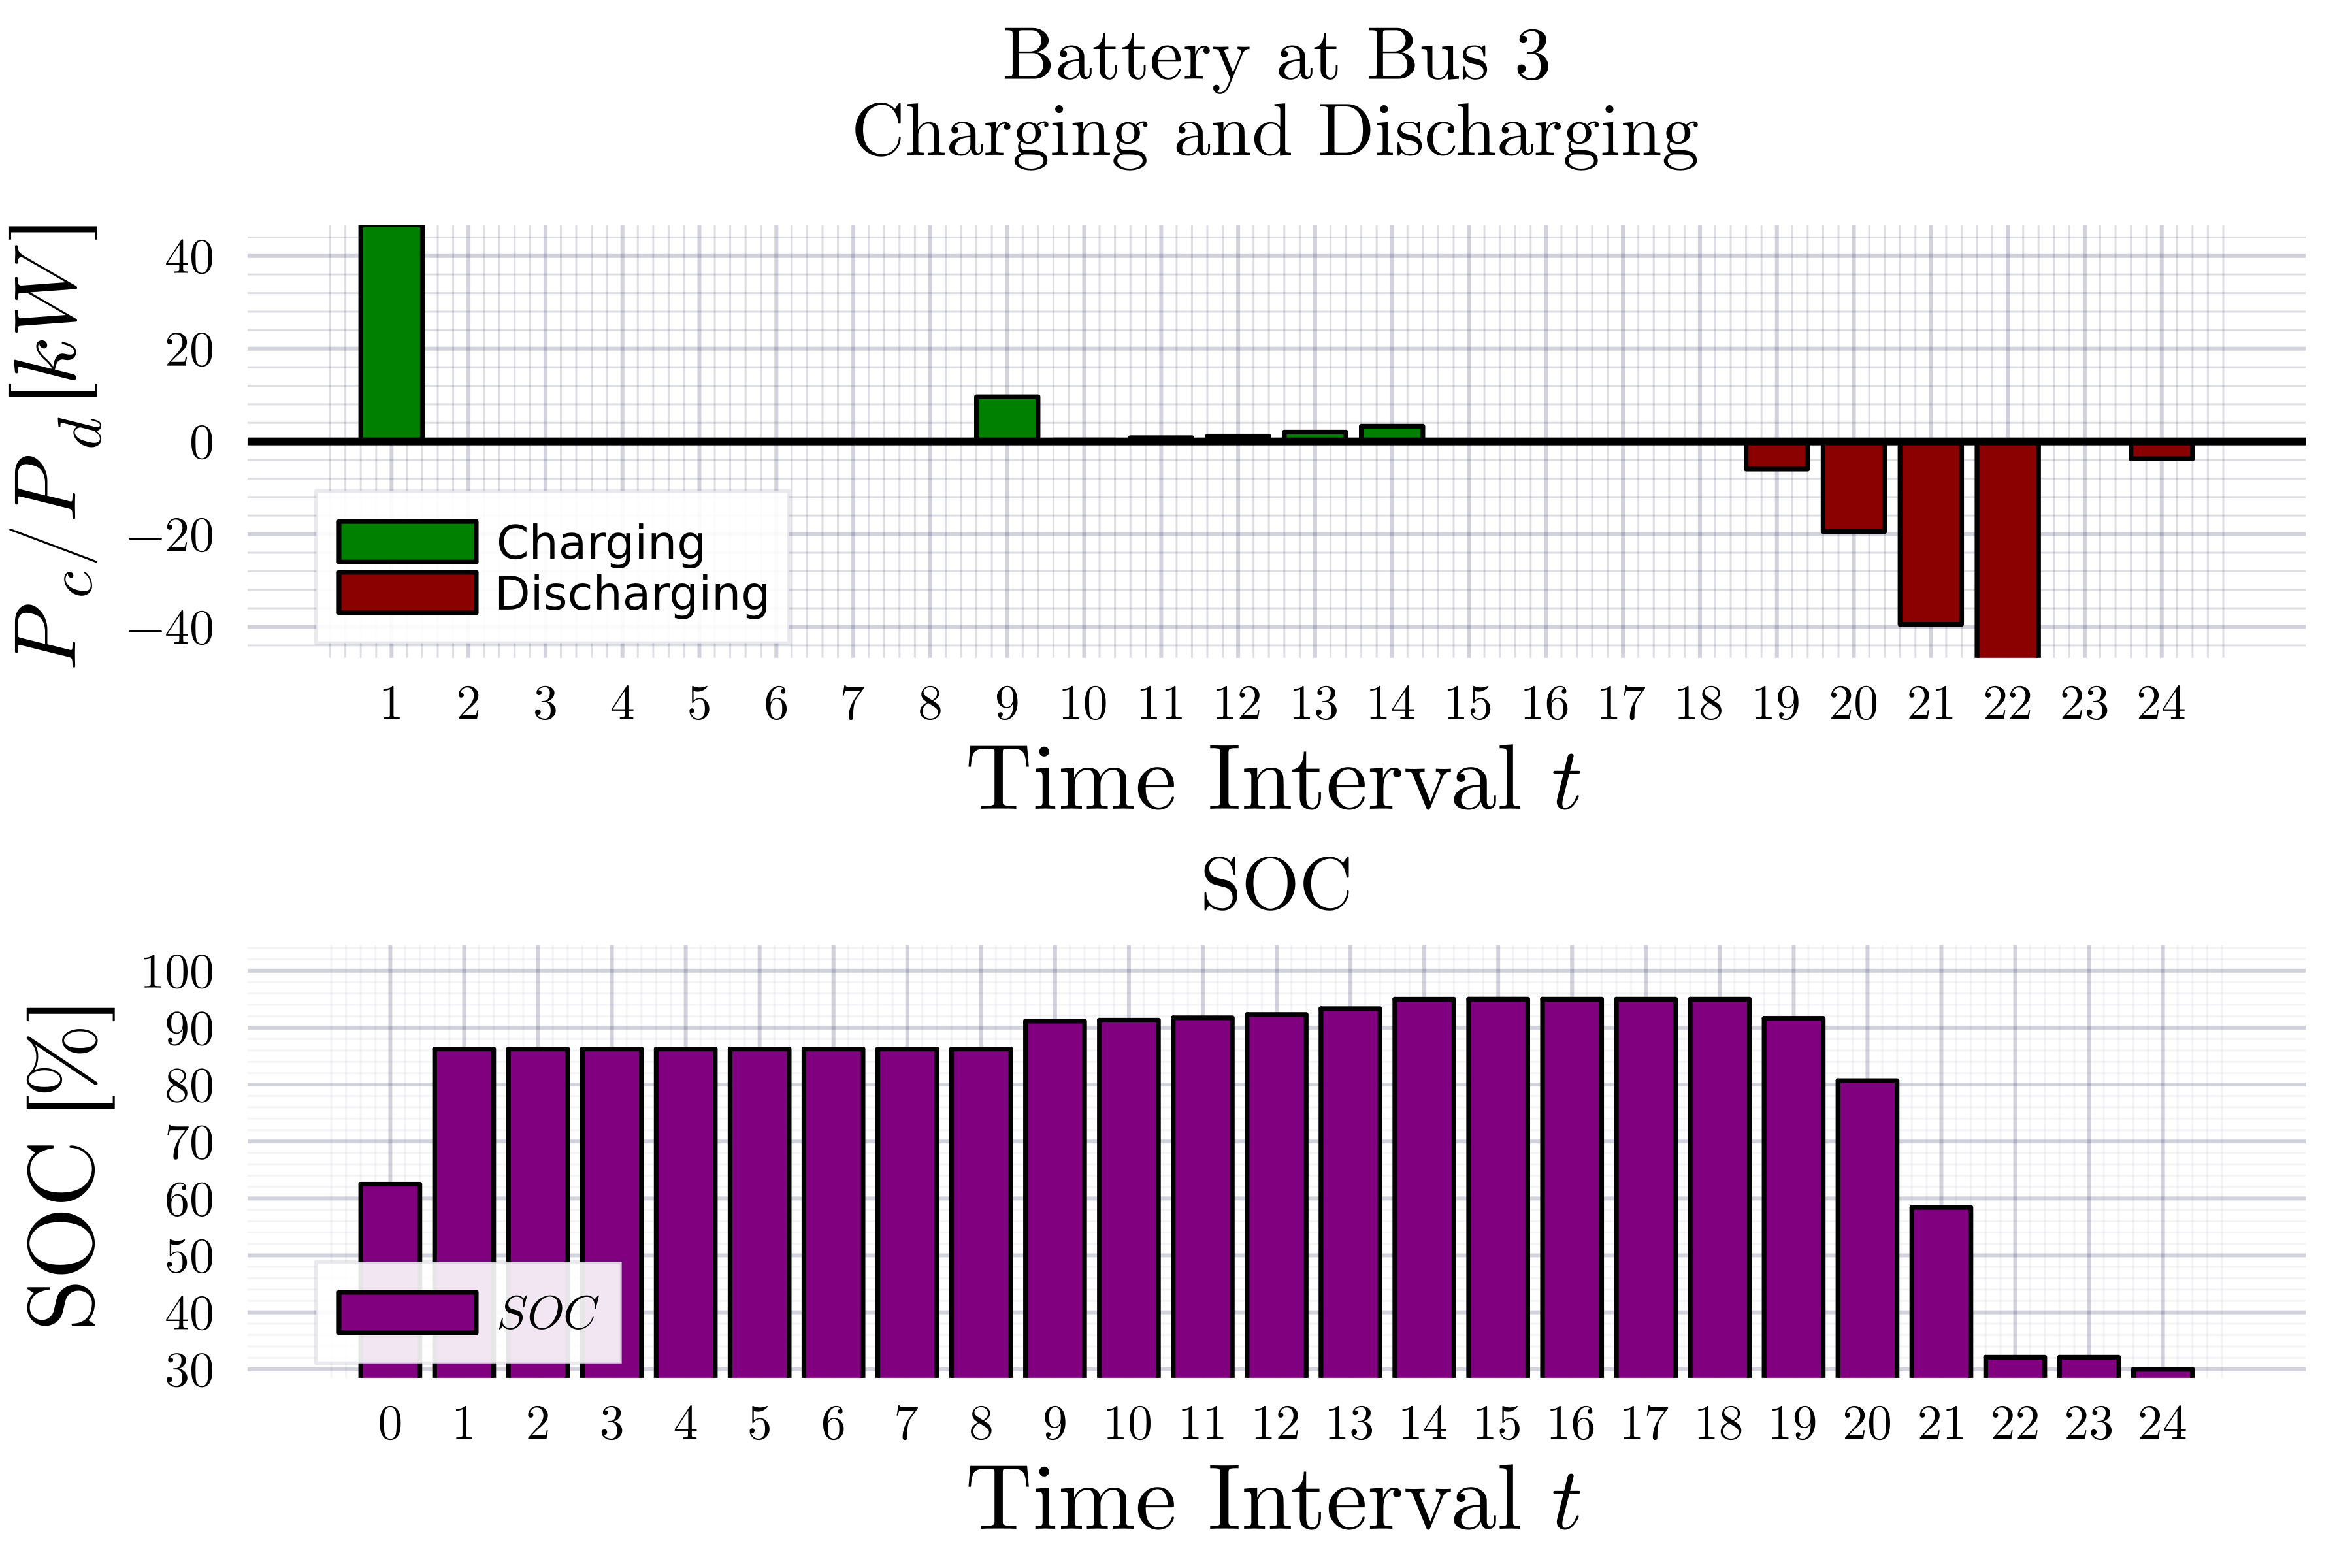 Battery at Bus 3
Charging and Discharging
P_c/P_d [kW]
40
20
0
−20
−40
Charging
Discharging
1 2 3 4 5 6 7 8 9 10 11 12 13 14 15 16 17 18 19 20 21 22 23 24
Time Interval t
SOC
SOC [%]
100
90
80
70
60
50
40
30
SOC
0 1 2 3 4 5 6 7 8 9 10 11 12 13 14 15 16 17 18 19 20 21 22 23 24
Time Interval t